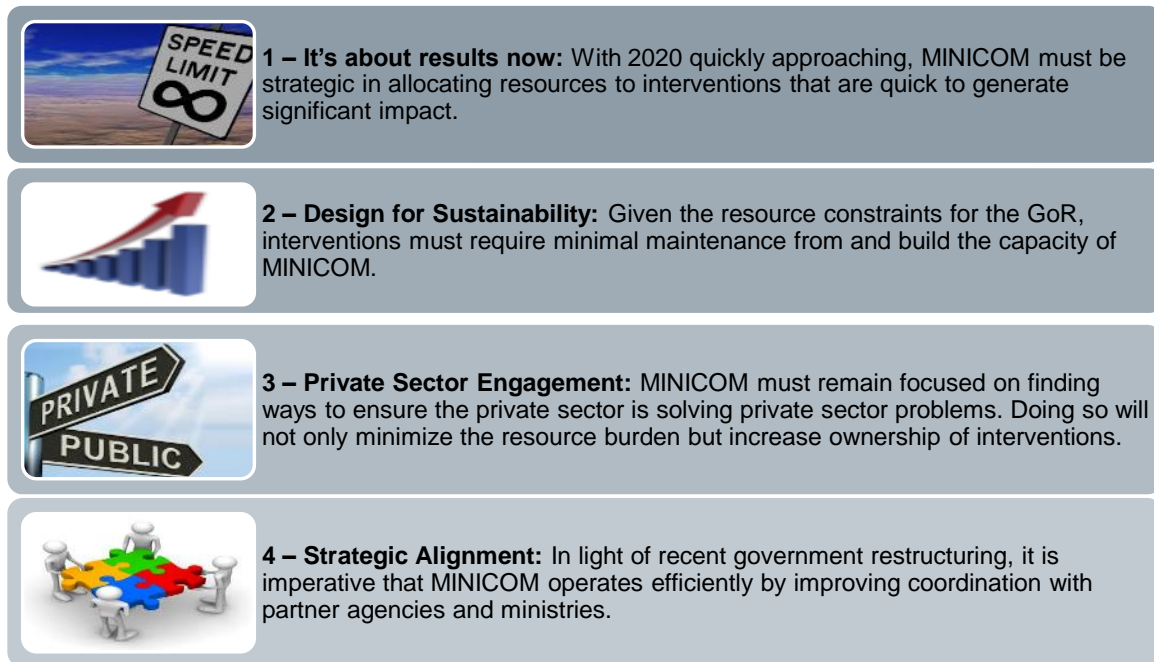 SPEED
LIMIT
∞
1 – It's about results now: With 2020 quickly approaching, MINICOM must be
strategic in allocating resources to interventions that are quick to generate
significant impact.
2 – Design for Sustainability: Given the resource constraints for the GoR,
interventions must require minimal maintenance from and build the capacity of
MINICOM.
PRIVATE
PUBLIC
3 – Private Sector Engagement: MINICOM must remain focused on finding
ways to ensure the private sector is solving private sector problems. Doing so will
not only minimize the resource burden but increase ownership of interventions.
4 – Strategic Alignment: In light of recent government restructuring, it is
imperative that MINICOM operates efficiently by improving coordination with
partner agencies and ministries.